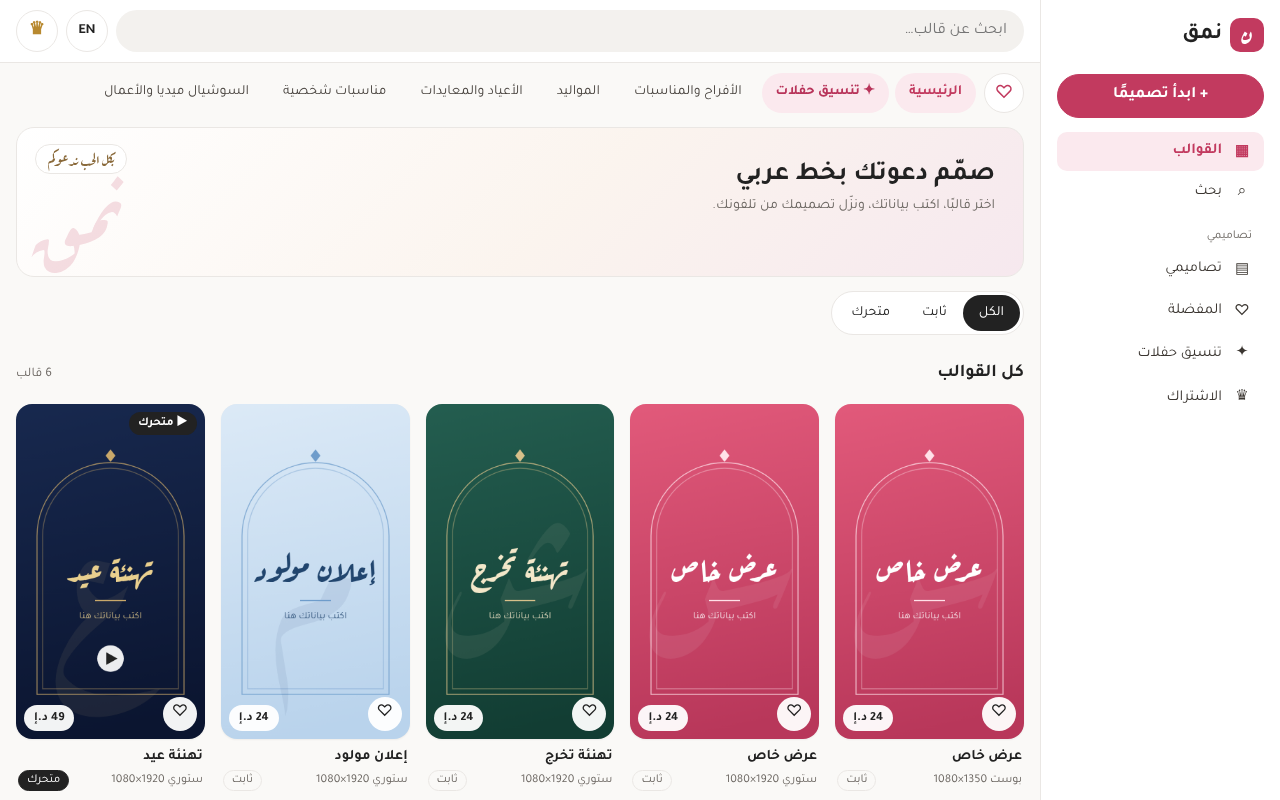 ن نمق
+ ابدأ تصميمًا
القوالب
بحث
تصاميمي
تصاميمي
المفضلة
تنسيق حفلات
الاشتراك
ابحث عن قالب...
EN
الرئيسية
✦ تنسيق حفلات
الأفراح والمناسبات
المواليد
الأعياد والمعايدات
مناسبات شخصية
السوشيال ميديا والأعمال
صمّم دعوتك بخط عربي
اختر قالبًا، اكتب بياناتك، ونزّل تصميمك من تلفونك.
بكل الحب ندعوكم
نمق
الكل
ثابت
متحرك
كل القوالب
6 قالب
عرض خاص
اكتب بياناتك هنا
24 د.إ
عرض خاص
بوست 1350×1080
ثابت
عرض خاص
اكتب بياناتك هنا
24 د.إ
عرض خاص
ستوري 1920×1080
ثابت
تهنئة تخرج
اكتب بياناتك هنا
24 د.إ
تهنئة تخرج
ستوري 1920×1080
ثابت
إعلان مولود
اكتب بياناتك هنا
24 د.إ
إعلان مولود
ستوري 1920×1080
ثابت
▶ متحرك
تهنئة عيد
اكتب بياناتك هنا
49 د.إ
تهنئة عيد
ستوري 1920×1080
متحرك